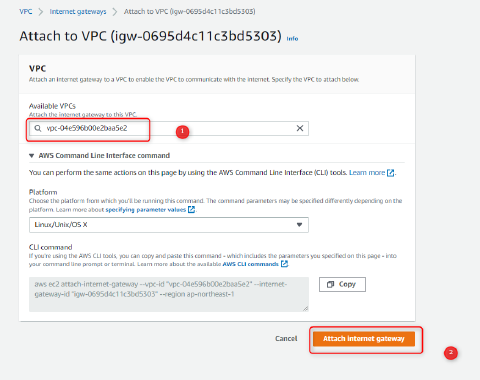 VPC > Internet gateways > Attach to VPC (igw-0695d4c11c3bd5303)
Attach to VPC (igw-0695d4c11c3bd5303) Info
VPC
Attach an internet gateway to a VPC to enable the VPC to communicate with the internet. Specify the VPC to attach below.
Available VPCs
Attach the internet gateway to this VPC.
vpc-04e596b00e2baa5e2
1
AWS Command Line Interface command
You can perform the same actions on this page by using the AWS Command Line Interface (CLI) tools. Learn more
Platform
Choose the platform from which you'll be running this command. The command parameters may be specified differently depending on the
platform. Learn more about specifying parameter values
Linux/Unix/OS X
CLI command
If you're using the AWS CLI tools, you can copy and paste this command - which includes the parameters you specified on this page - into
your command line prompt or terminal. Learn more about the available AWS CLI commands
aws ec2 attach-internet-gateway --vpc-id "vpc-04e596b00e2baa5e2" --internet-
gateway-id "igw-0695d4c11c3bd5303" --region ap-northeast-1
Copy
Cancel
Attach internet gateway
2